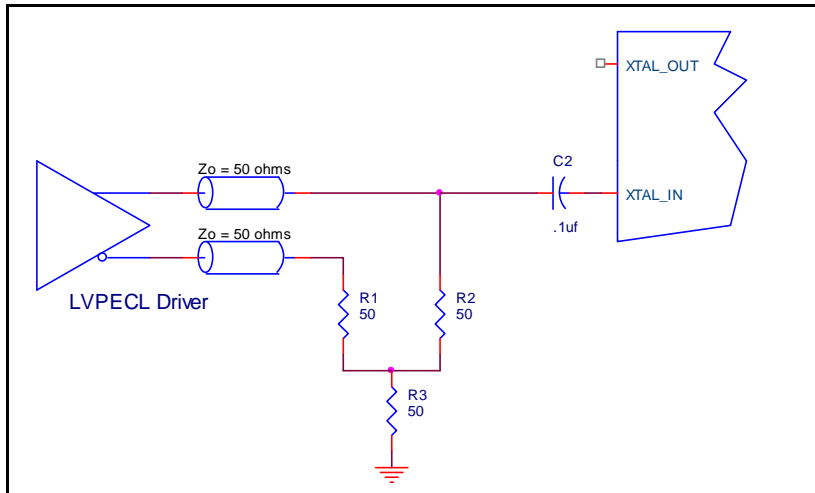 XTAL_OUT
Zo = 50 ohms
C2
XTAL_IN
.1uf
Zo = 50 ohms
LVPECL Driver
R1
50
R2
50
R3
50